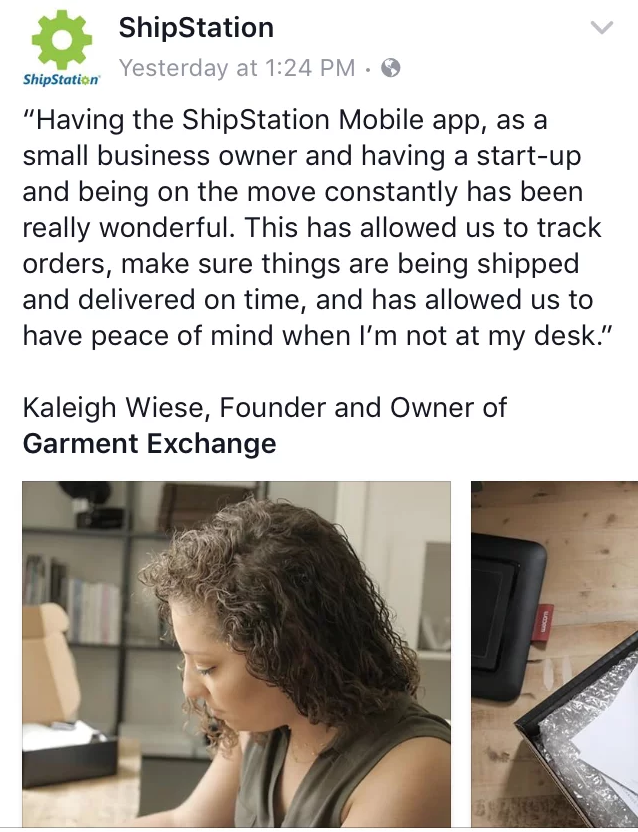 ShipStation
Yesterday at 1:24 PM ·
ShipStation
“Having the ShipStation Mobile app, as a
small business owner and having a start-up
and being on the move constantly has been
really wonderful. This has allowed us to track
orders, make sure things are being shipped
and delivered on time, and has allowed us to
have peace of mind when I’m not at my desk.”
Kaleigh Wiese, Founder and Owner of
Garment Exchange
wacom